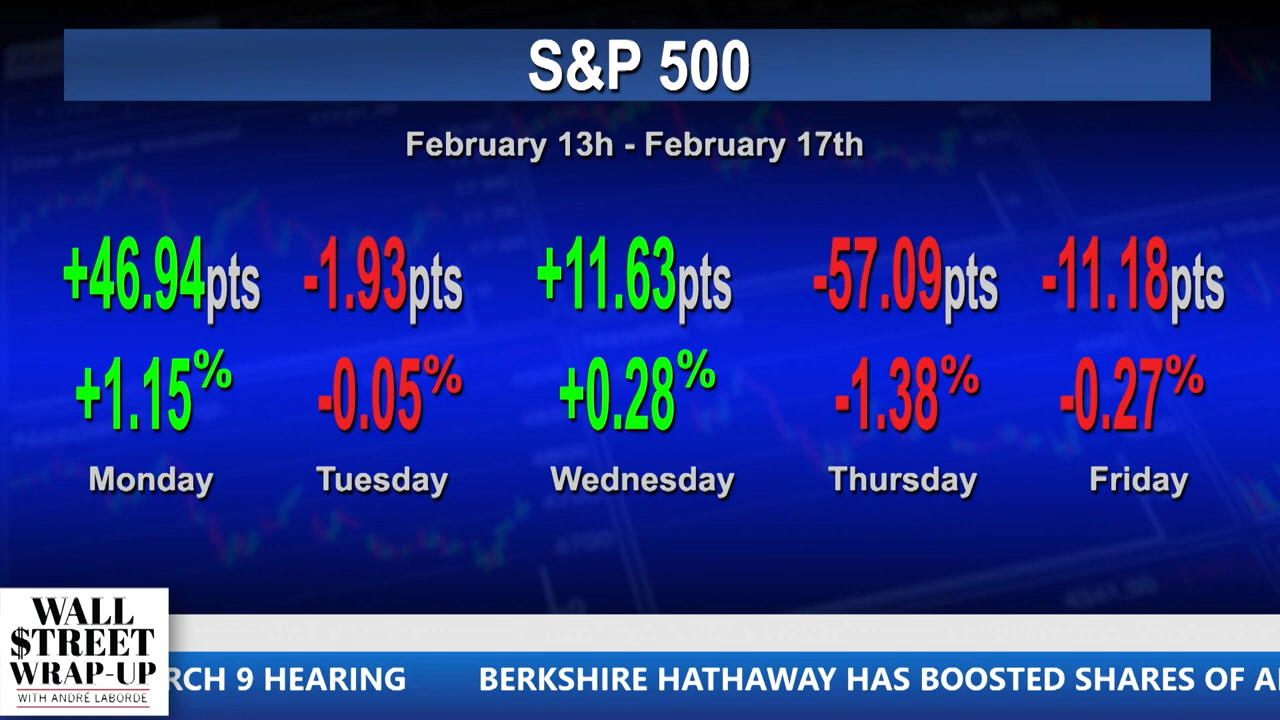 S&P 500
February 13h - February 17th
+46.94pts -1.93pts +11.63pts -57.09pts -11.18pts
+1.15% -0.05% +0.28% -1.38% -0.27%
Monday Tuesday Wednesday Thursday Friday
WALL
$TREET
WRAP-UP
WITH ANDRÉ LABORDE
RCH 9 HEARING BERKSHIRE HATHAWAY HAS BOOSTED SHARES OF